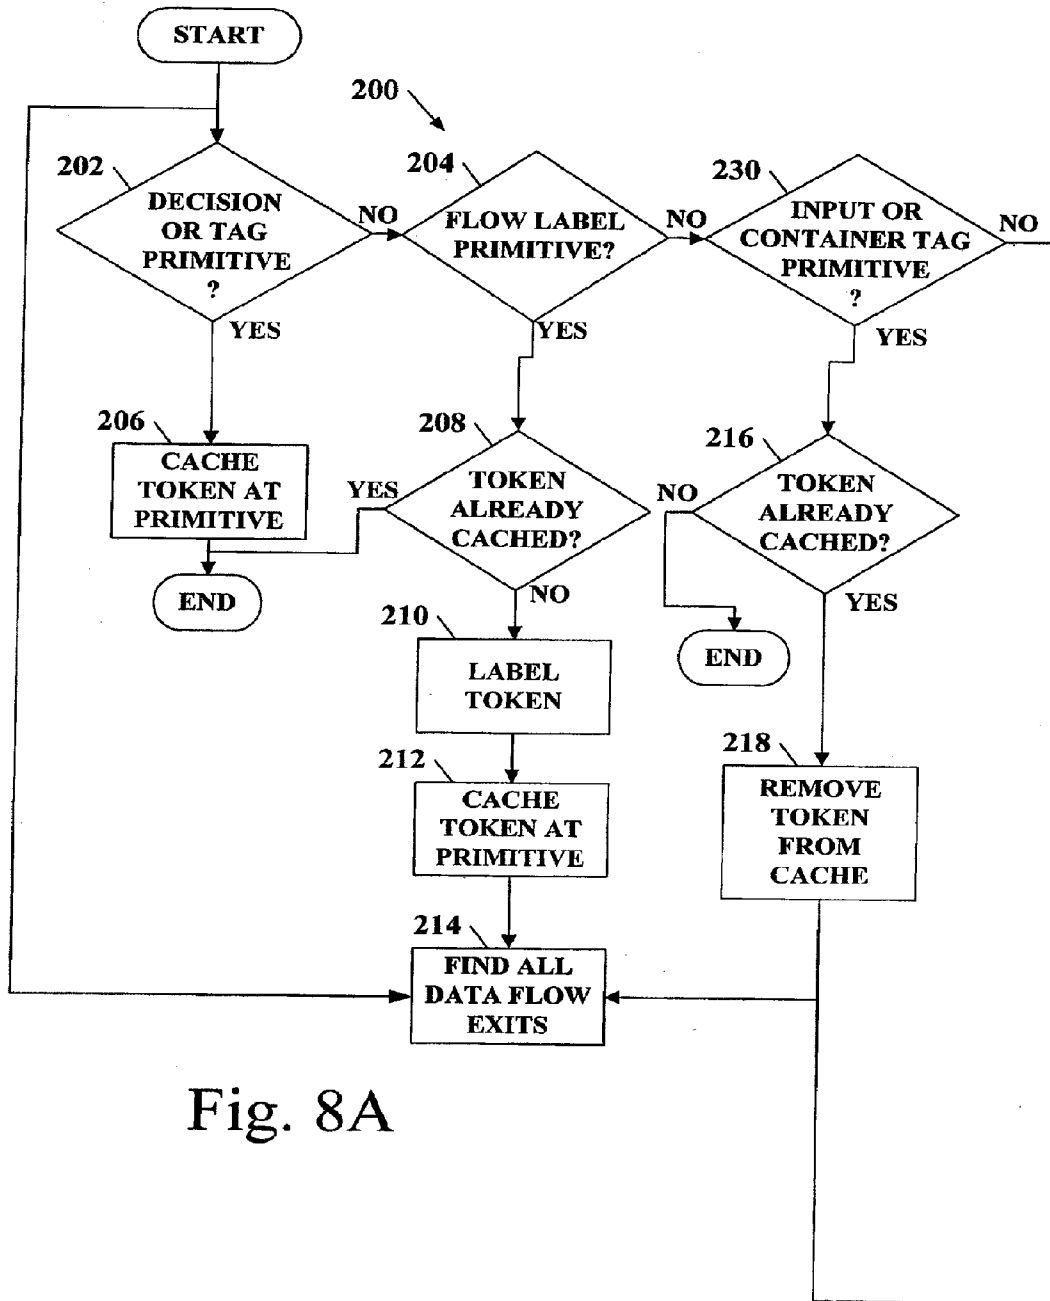 START
200
202
DECISION
OR TAG
PRIMITIVE
?
NO
YES
204
FLOW LABEL
PRIMITIVE?
NO
YES
230
INPUT OR
CONTAINER TAG
PRIMITIVE
?
NO
YES
206
CACHE
TOKEN AT
PRIMITIVE
END
208
TOKEN
ALREADY
CACHED?
YES
NO
216
TOKEN
ALREADY
CACHED?
NO
YES
END
210
LABEL
TOKEN
212
CACHE
TOKEN AT
PRIMITIVE
218
REMOVE
TOKEN
FROM
CACHE
214
FIND ALL
DATA FLOW
EXITS
Fig. 8A